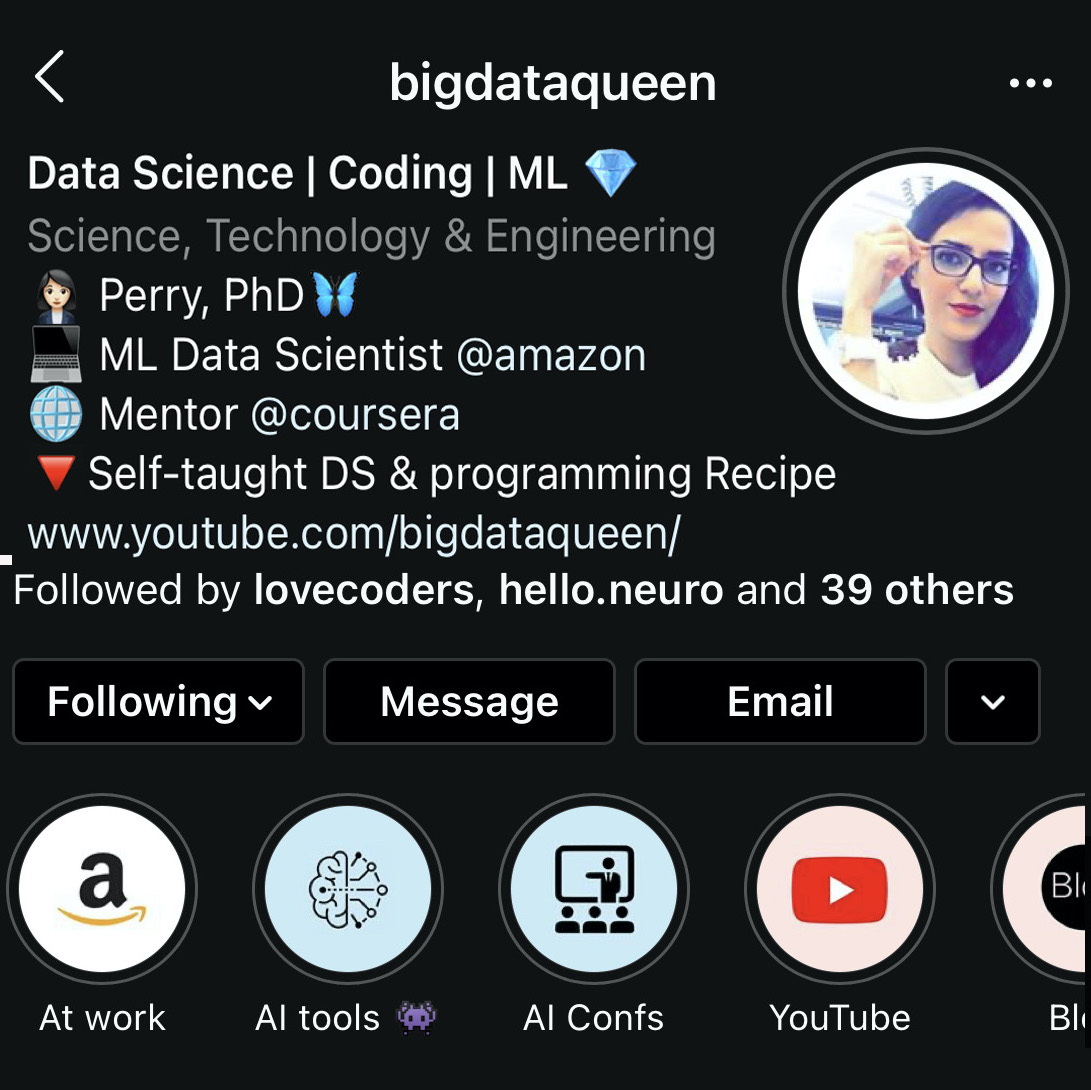 bigdataqueen
Data Science | Coding | ML 💎
Science, Technology & Engineering
👩🏻‍💼 Perry, PhD🦋
💻 ML Data Scientist @amazon
🌐 Mentor @coursera
🔻 Self-taught DS & programming Recipe
www.youtube.com/bigdataqueen/
Followed by lovecoders, hello.neuro and 39 others
Following Message Email
a
At work AI tools 👾 AI Confs YouTube